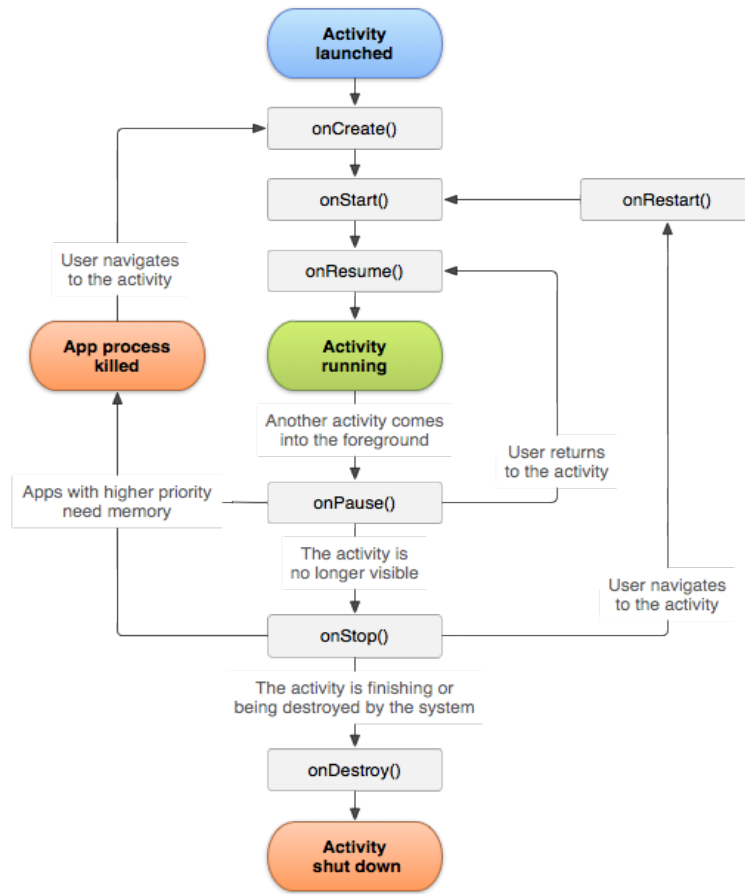 Activity
launched
onCreate()
onStart()
onRestart()
User navigates
to the activity
onResume()
App process
killed
Activity
running
Another activity comes
into the foreground
User returns
to the activity
Apps with higher priority
need memory
onPause()
The activity is
no longer visible
User navigates
to the activity
onStop()
The activity is finishing or
being destroyed by the system
onDestroy()
Activity
shut down